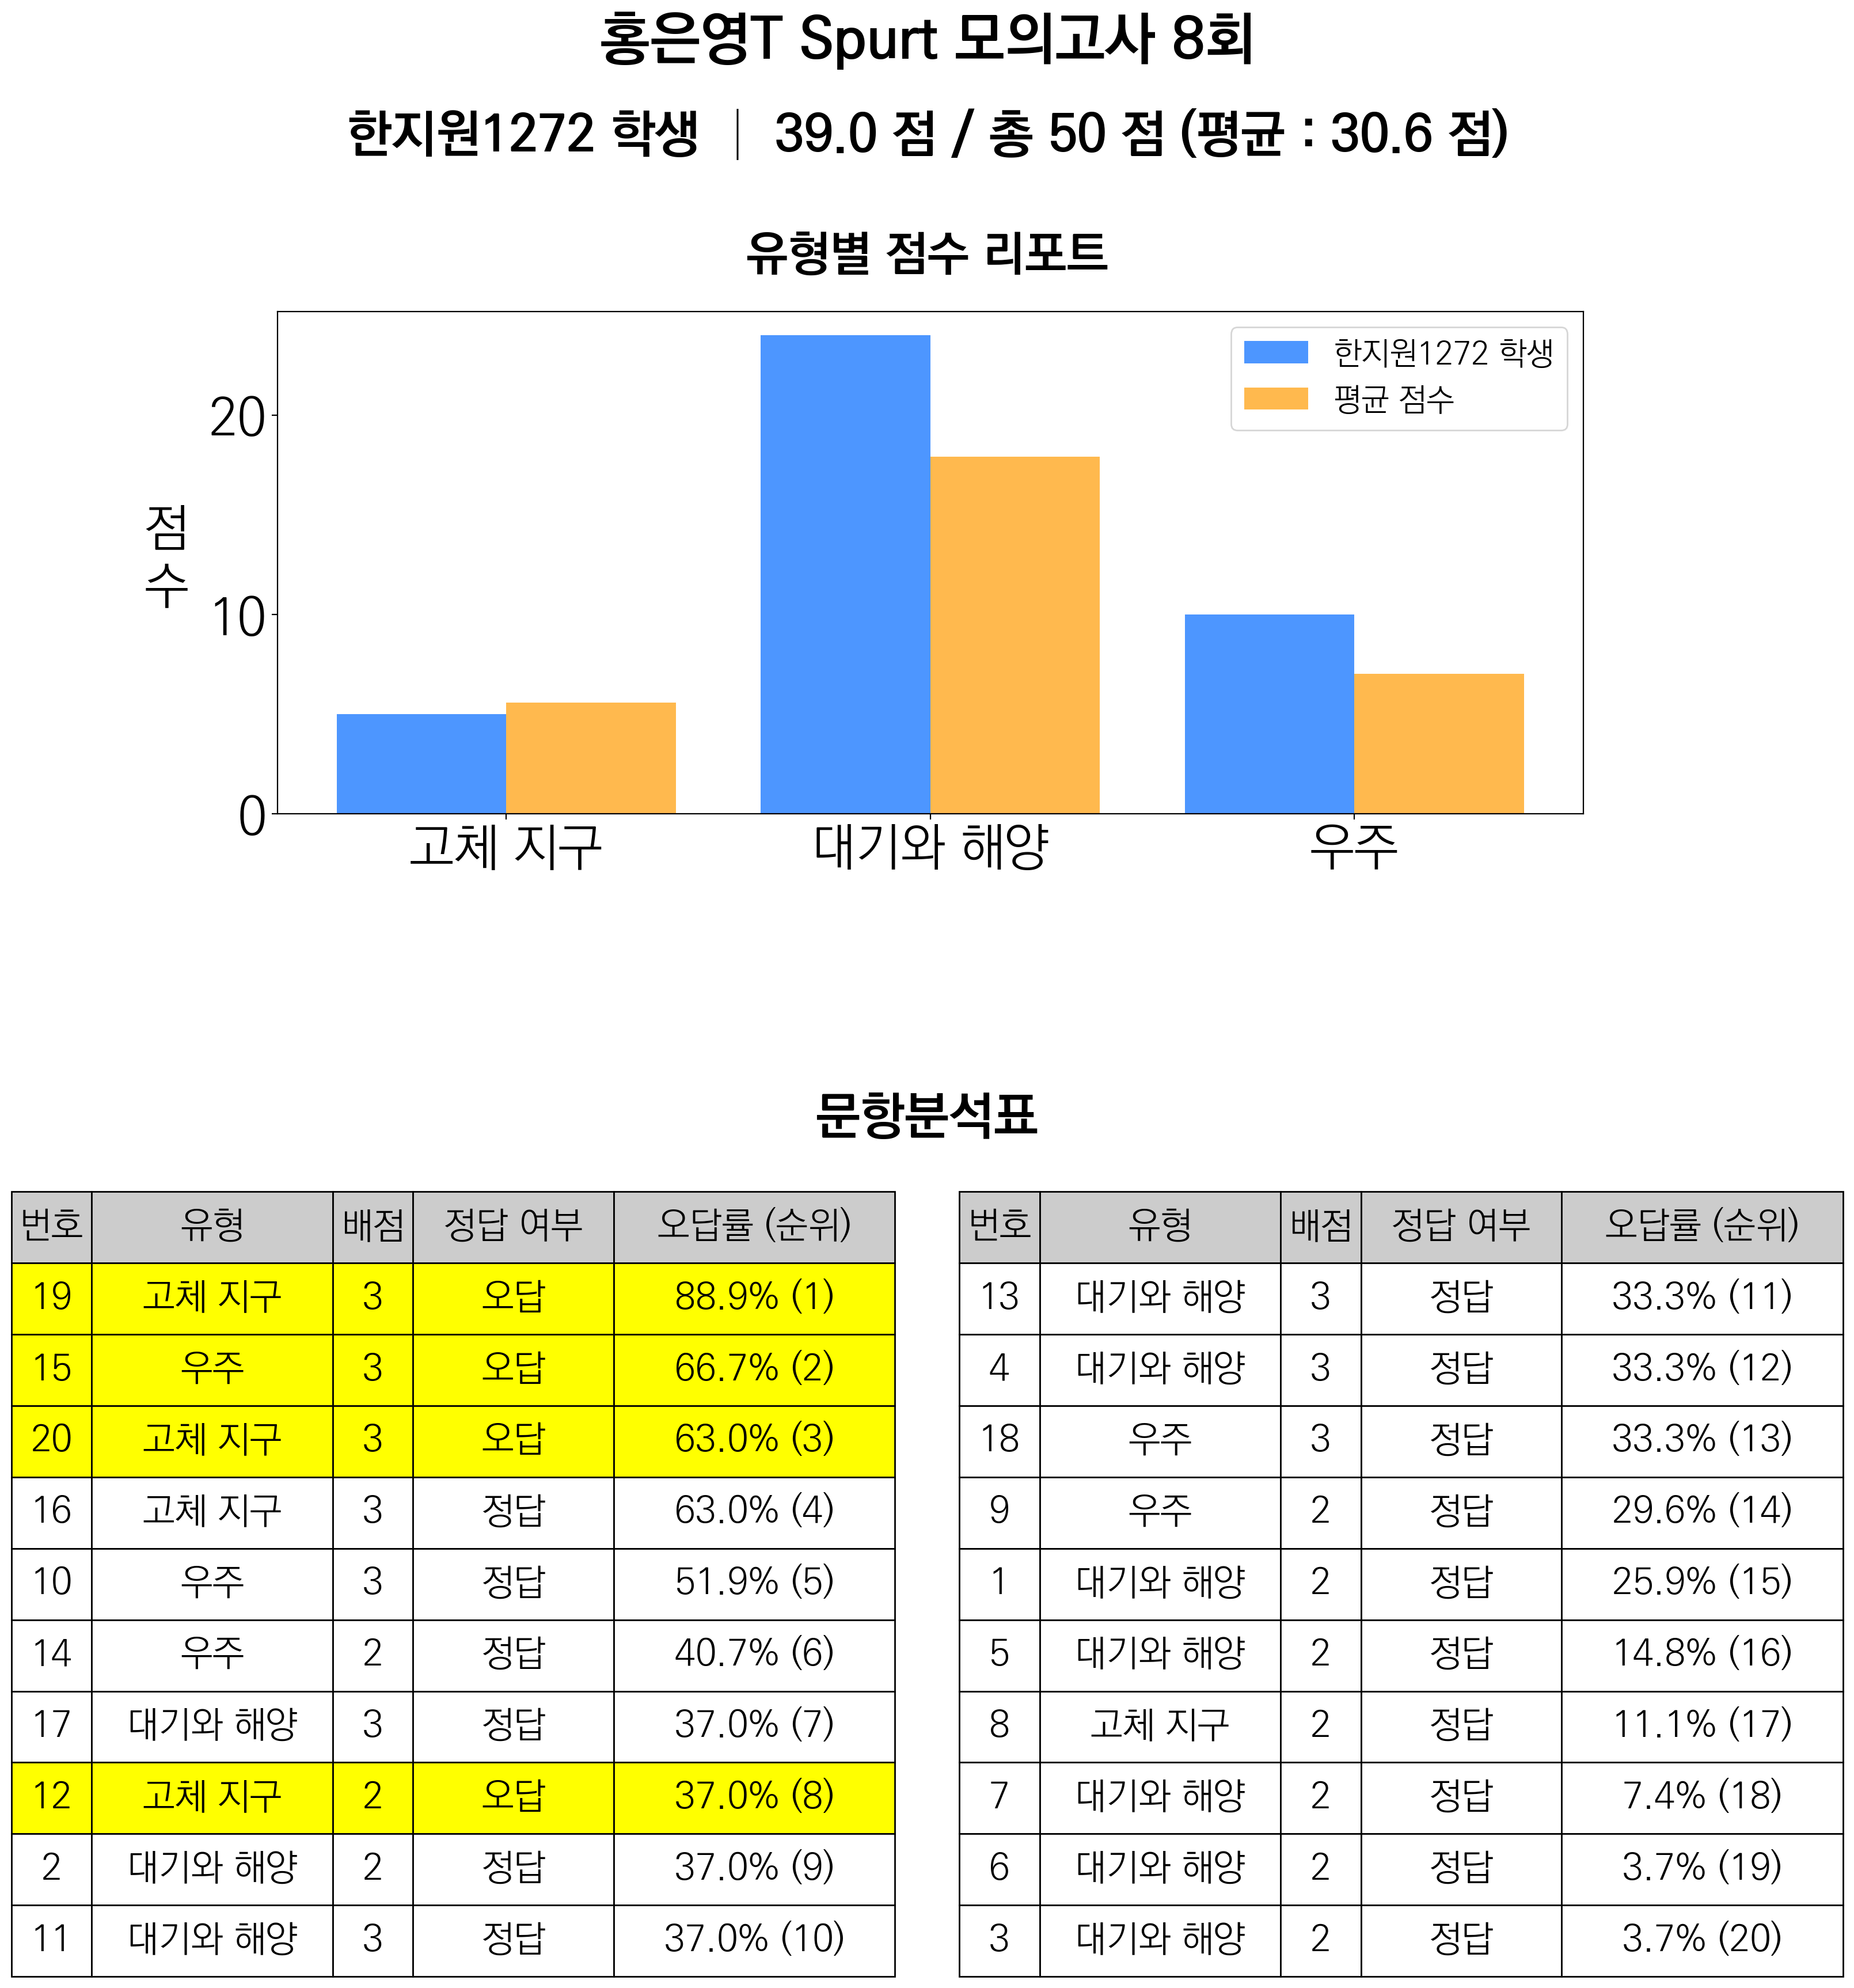 홍은영T Spurt 모의고사 8회
한지원1272 학생 | 39.0 점 / 총 50 점 (평균 : 30.6 점)
유형별 점수 리포트
한지원1272 학생
평균 점수
점수
20
10
0
고체 지구 대기와 해양 우주
문항분석표
번호 유형 배점 정답 여부 오답률 (순위)
19 고체 지구 3 오답 88.9% (1)
15 우주 3 오답 66.7% (2)
20 고체 지구 3 오답 63.0% (3)
16 고체 지구 3 정답 63.0% (4)
10 우주 3 정답 51.9% (5)
14 우주 2 정답 40.7% (6)
17 대기와 해양 3 정답 37.0% (7)
12 고체 지구 2 오답 37.0% (8)
2 대기와 해양 2 정답 37.0% (9)
11 대기와 해양 3 정답 37.0% (10)
번호 유형 배점 정답 여부 오답률 (순위)
13 대기와 해양 3 정답 33.3% (11)
4 대기와 해양 3 정답 33.3% (12)
18 우주 3 정답 33.3% (13)
9 우주 2 정답 29.6% (14)
1 대기와 해양 2 정답 25.9% (15)
5 대기와 해양 2 정답 14.8% (16)
8 고체 지구 2 정답 11.1% (17)
7 대기와 해양 2 정답 7.4% (18)
6 대기와 해양 2 정답 3.7% (19)
3 대기와 해양 2 정답 3.7% (20)